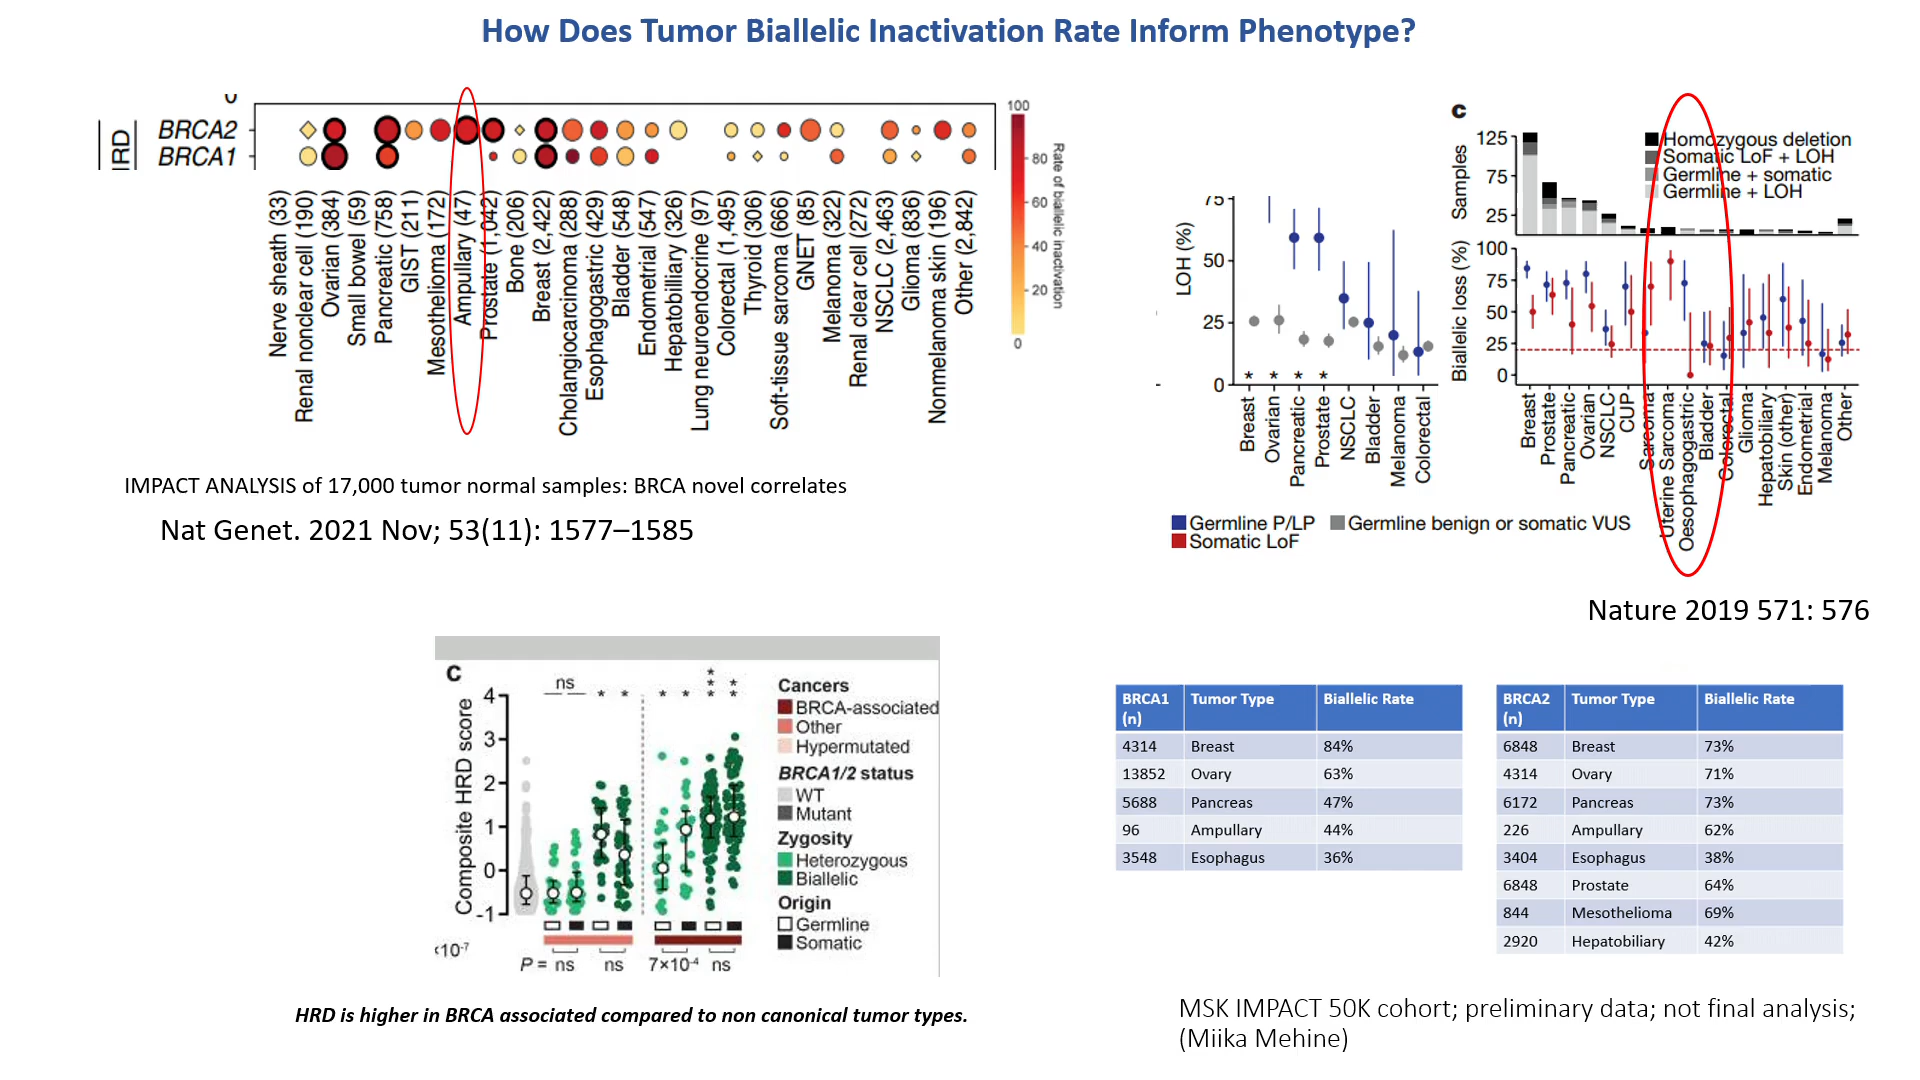 How Does Tumor Biallelic Inactivation Rate Inform Phenotype?
0
IRD
BRCA2
BRCA1
Nerve sheath (33)
Renal nonclear cell (190)
Ovarian (384)
Small bowel (59)
Pancreatic (758)
GIST (211)
Mesothelioma (172)
Ampullary (47)
Prostate (1,042)
Bone (206)
Breast (2,422)
Cholangiocarcinoma (288)
Esophagogastric (429)
Bladder (548)
Endometrial (547)
Hepatobilliary (326)
Lung neuroendocrine (97)
Colorectal (1,495)
Thyroid (306)
Soft-tissue sarcoma (666)
GNET (85)
Melanoma (322)
Renal clear cell (272)
NSCLC (2,463)
Glioma (836)
Nonmelanoma skin (196)
Other (2,842)
100
80
60
40
20
0
Rate of biallelic inactivation
IMPACT ANALYSIS of 17,000 tumor normal samples: BRCA novel correlates
Nat Genet. 2021 Nov; 53(11): 1577–1585
LOH (%)
75
50
25
0
* * * *
Breast
Ovarian
Pancreatic
Prostate
NSCLC
Bladder
Melanoma
Colorectal
c
Samples
125
75
25
Homozygous deletion
Somatic LoF + LOH
Germline + somatic
Germline + LOH
Biallelic loss (%)
100
75
50
25
0
Breast
Prostate
Pancreatic
Ovarian
NSCLC
CUP
Sarcoma
Uterine Sarcoma
Oesophagogastric
Bladder
Colorectal
Glioma
Hepatobiliary
Skin (other)
Endometrial
Melanoma
Other
Germline P/LP
Germline benign or somatic VUS
Somatic LoF
Nature 2019 571: 576
c
Composite HRD score
4
3
2
1
0
-1
ns
* * * * *** **
‹10-7
P = ns ns 7×10-4 ns
Cancers
BRCA-associated
Other
Hypermutated
BRCA1/2 status
WT
Mutant
Zygosity
Heterozygous
Biallelic
Origin
Germline
Somatic
HRD is higher in BRCA associated compared to non canonical tumor types.
BRCA1 (n) Tumor Type Biallelic Rate
4314 Breast 84%
13852 Ovary 63%
5688 Pancreas 47%
96 Ampullary 44%
3548 Esophagus 36%
BRCA2 (n) Tumor Type Biallelic Rate
6848 Breast 73%
4314 Ovary 71%
6172 Pancreas 73%
226 Ampullary 62%
3404 Esophagus 38%
6848 Prostate 64%
844 Mesothelioma 69%
2920 Hepatobiliary 42%
MSK IMPACT 50K cohort; preliminary data; not final analysis;
(Miika Mehine)